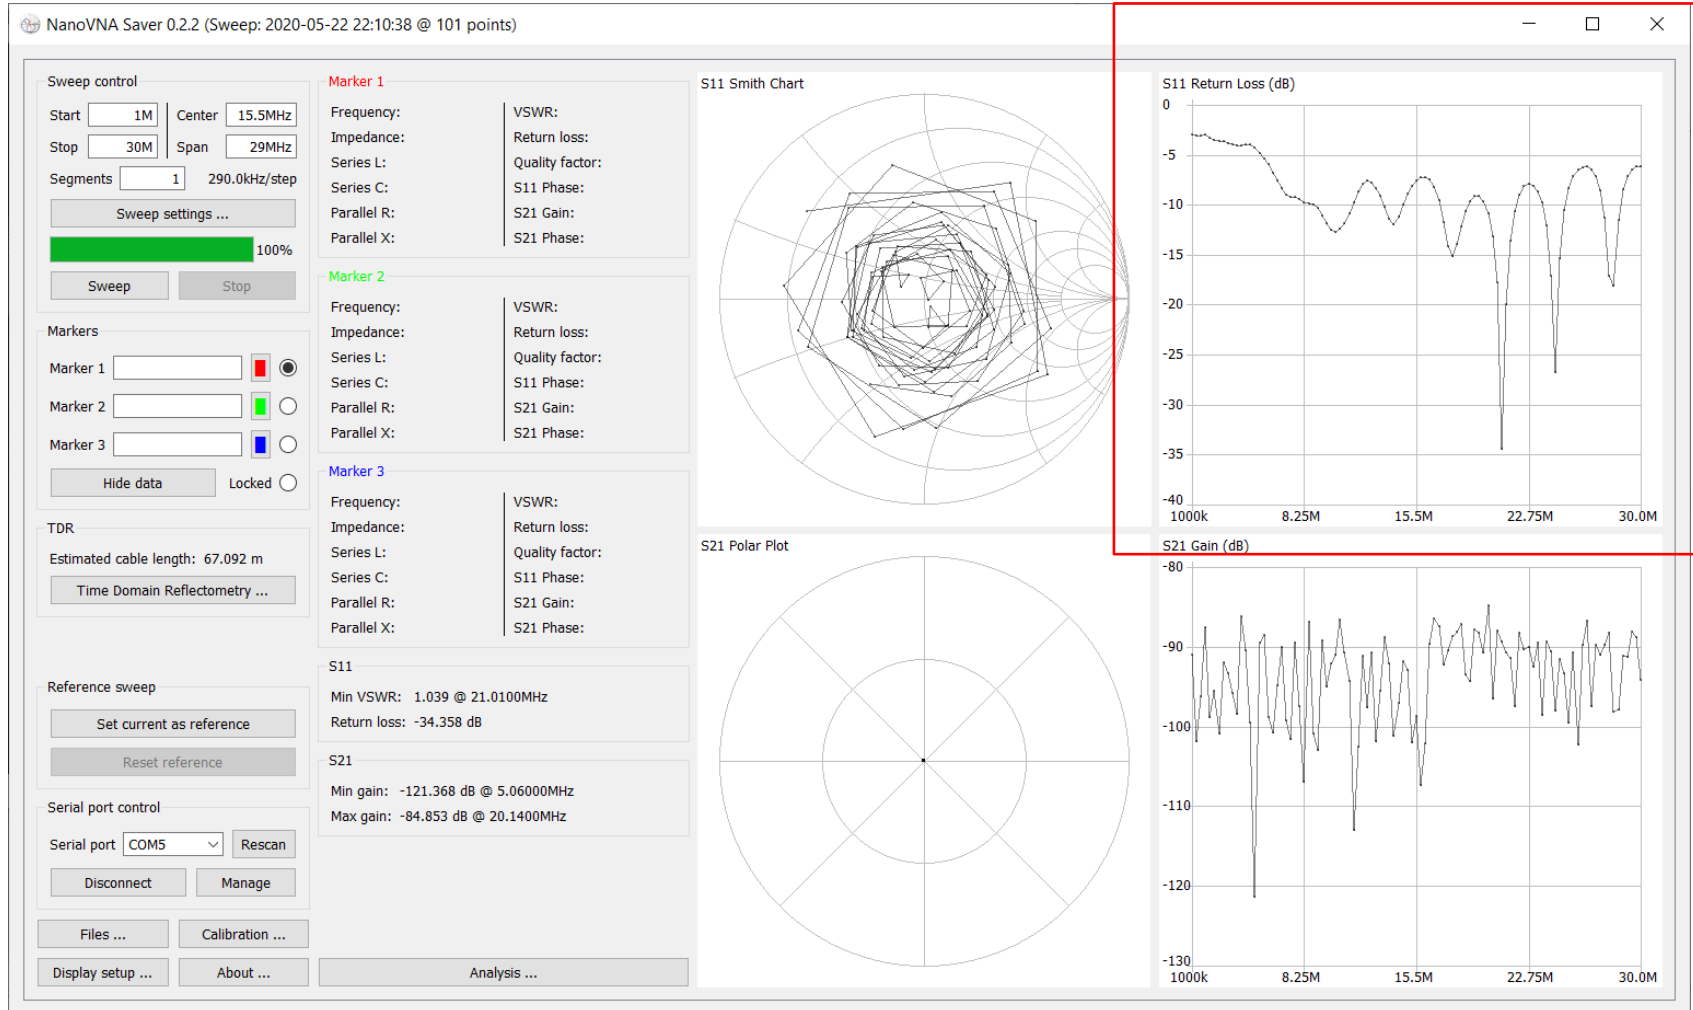 NanoVNA Saver 0.2.2 (Sweep: 2020-05-22 22:10:38 @ 101 points)
Sweep control
Start 1M Center 15.5MHz
Stop 30M Span 29MHz
Segments 1 290.0kHz/step
Sweep settings ...
100%
Sweep Stop
Markers
Marker 1
Marker 2
Marker 3
Hide data Locked
TDR
Estimated cable length: 67.092 m
Time Domain Reflectometry ...
Reference sweep
Set current as reference
Reset reference
Serial port control
Serial port COM5 Rescan
Disconnect Manage
Files ... Calibration ...
Display setup ... About ...
Marker 1
Frequency: VSWR:
Impedance: Return loss:
Series L: Quality factor:
Series C: S11 Phase:
Parallel R: S21 Gain:
Parallel X: S21 Phase:
Marker 2
Frequency: VSWR:
Impedance: Return loss:
Series L: Quality factor:
Series C: S11 Phase:
Parallel R: S21 Gain:
Parallel X: S21 Phase:
Marker 3
Frequency: VSWR:
Impedance: Return loss:
Series L: Quality factor:
Series C: S11 Phase:
Parallel R: S21 Gain:
Parallel X: S21 Phase:
S11
Min VSWR: 1.039 @ 21.0100MHz
Return loss: -34.358 dB
S21
Min gain: -121.368 dB @ 5.06000MHz
Max gain: -84.853 dB @ 20.1400MHz
Analysis ...
S11 Smith Chart
S11 Return Loss (dB)
0
-5
-10
-15
-20
-25
-30
-35
-40
1000k 8.25M 15.5M 22.75M 30.0M
S21 Polar Plot
S21 Gain (dB)
-80
-90
-100
-110
-120
-130
1000k 8.25M 15.5M 22.75M 30.0M